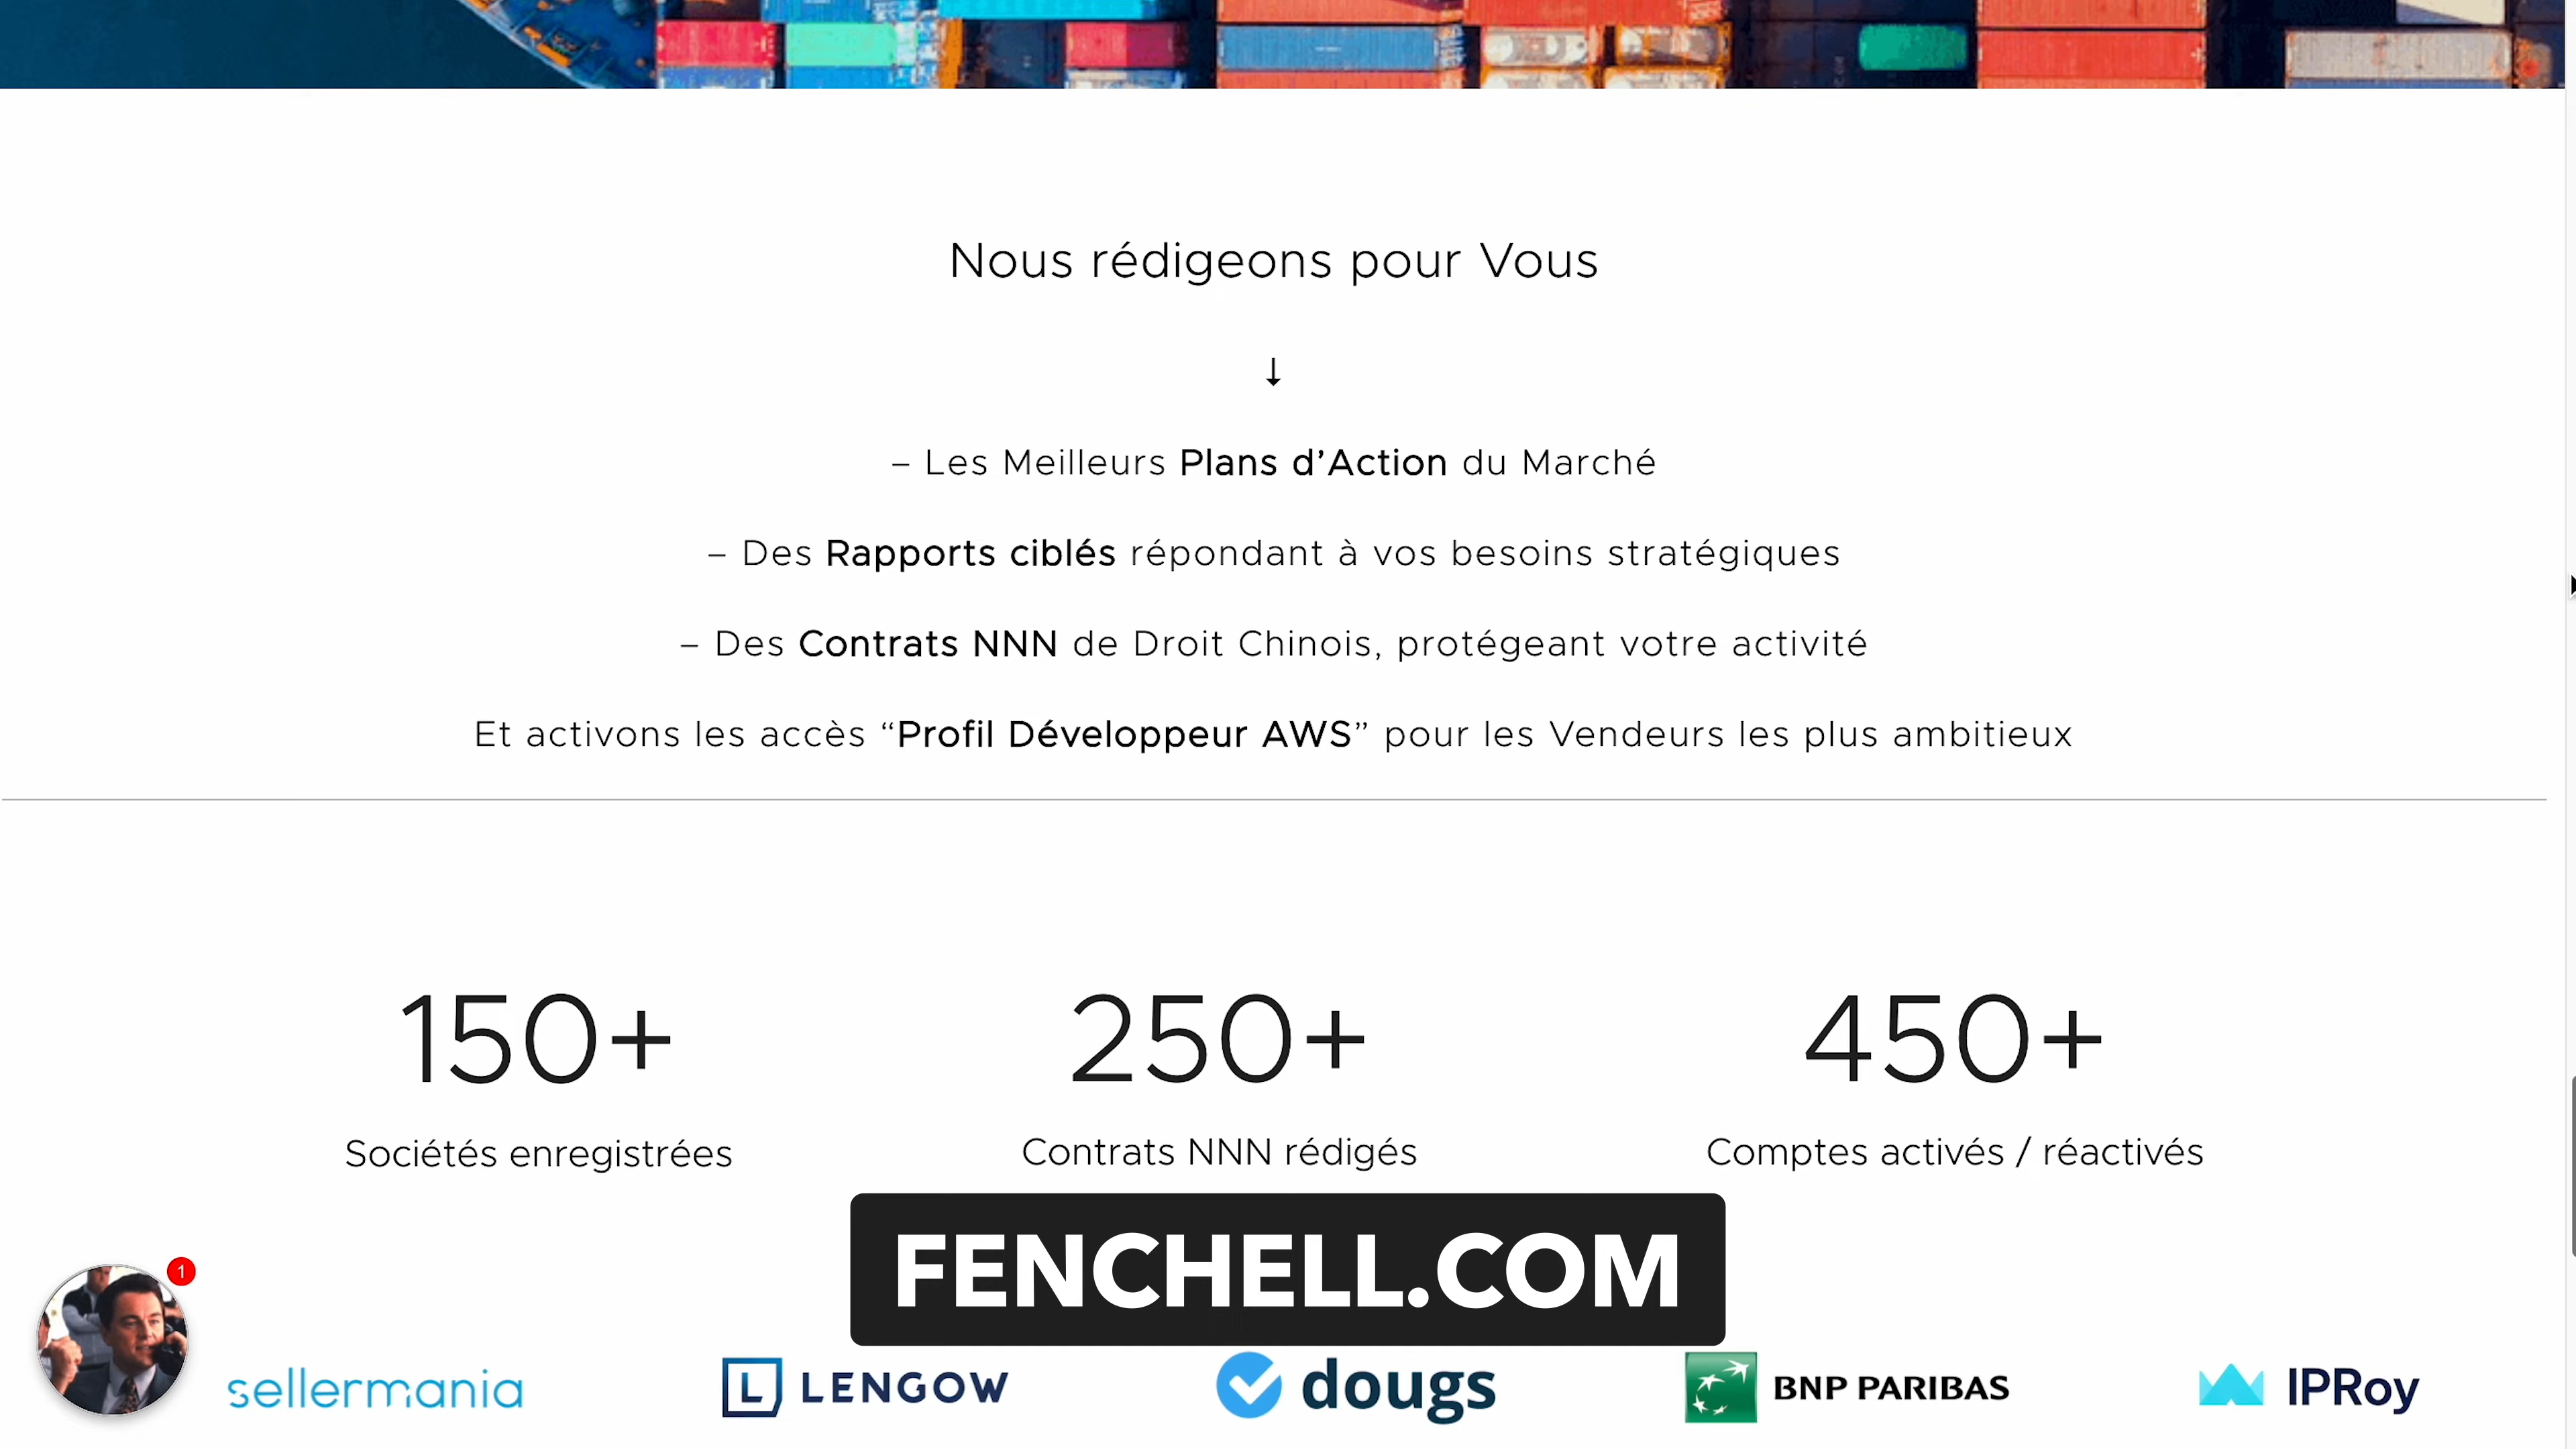 Nous rédigeons pour Vous
↓
– Les Meilleurs Plans d’Action du Marché
– Des Rapports ciblés répondant à vos besoins stratégiques
– Des Contrats NNN de Droit Chinois, protégeant votre activité
Et activons les accès “Profil Développeur AWS” pour les Vendeurs les plus ambitieux
150+
250+
450+
Sociétés enregistrées
Contrats NNN rédigés
Comptes activés / réactivés
FENCHELL.COM
1
sellermania
L LENGOW
dougs
BNP PARIBAS
IPRoy